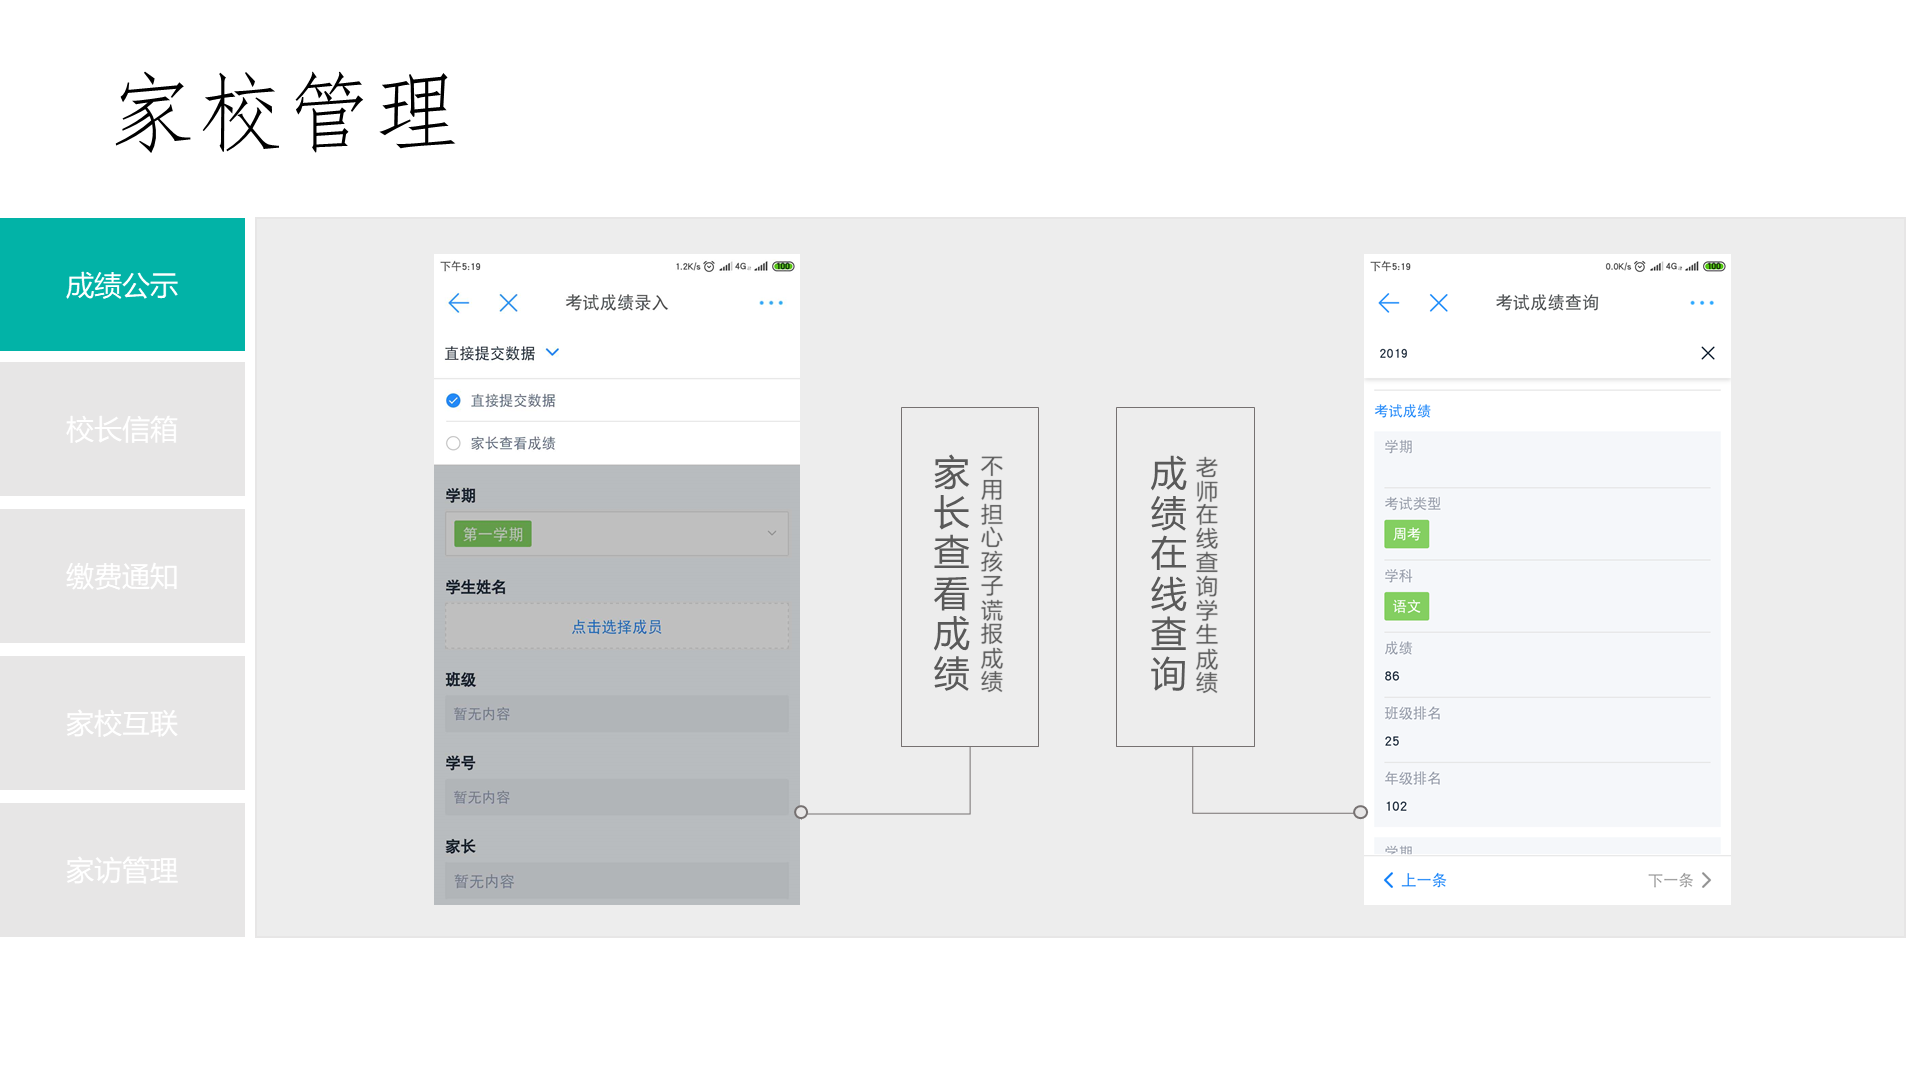 家校管理
成绩公示
校长信箱
缴费通知
家校互联
家访管理
下午5:19
1.2K/s
4G
100
考试成绩录入
直接提交数据
直接提交数据
家长查看成绩
学期
第一学期
学生姓名
点击选择成员
班级
暂无内容
学号
暂无内容
家长
暂无内容
家长查看成绩
不用担心孩子谎报成绩
成绩在线查询
老师在线查询学生成绩
下午5:19
0.0K/s
4G
100
考试成绩查询
2019
考试成绩
学期
考试类型
周考
学科
语文
成绩
86
班级排名
25
年级排名
102
学期
上一条
下一条